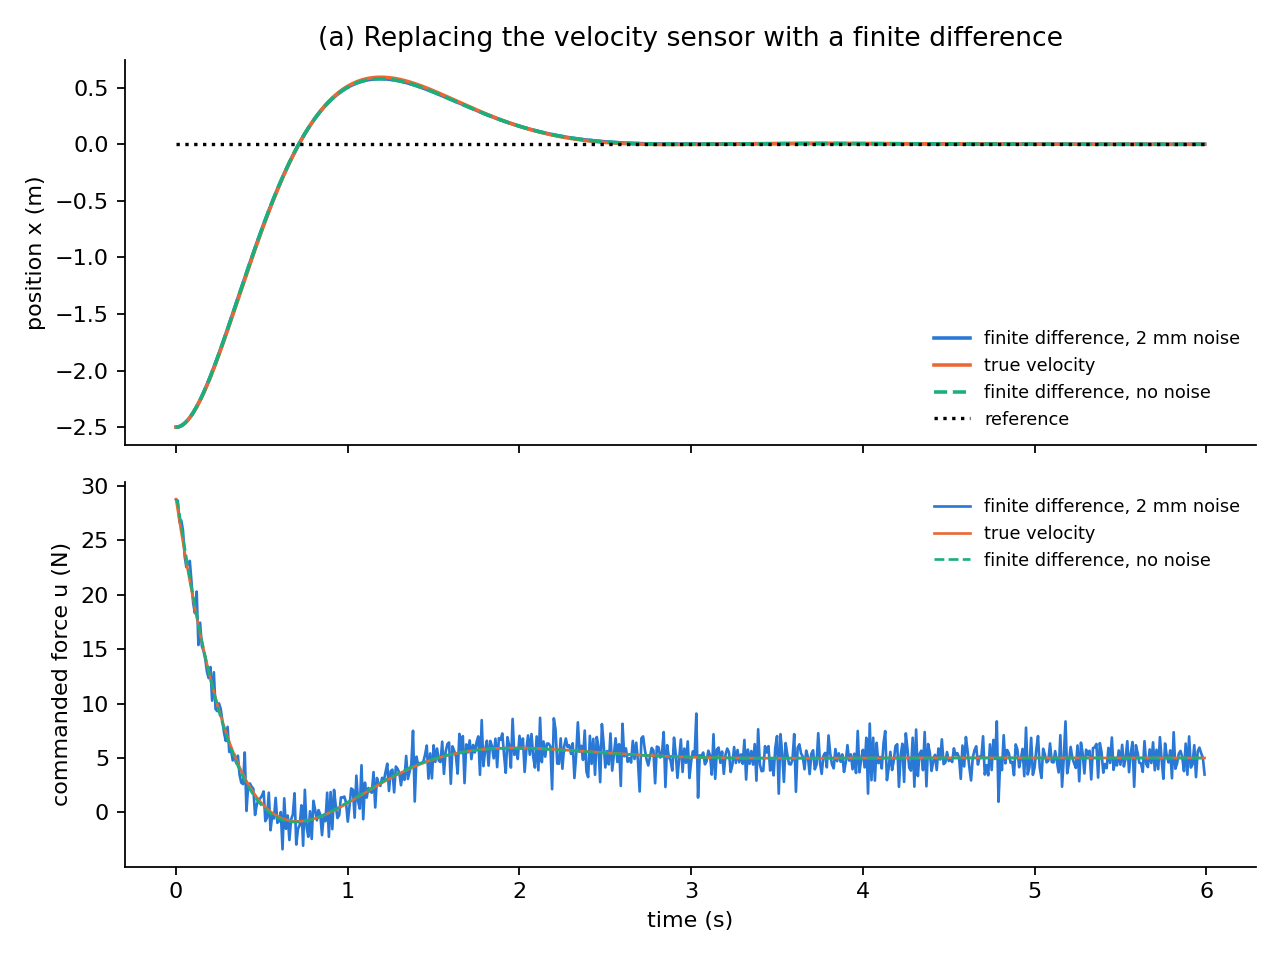 (a) Replacing the velocity sensor with a finite difference
position x (m)
0.5
0.0
−0.5
−1.0
−1.5
−2.0
−2.5
finite difference, 2 mm noise
true velocity
finite difference, no noise
reference
commanded force u (N)
30
25
20
15
10
5
0
finite difference, 2 mm noise
true velocity
finite difference, no noise
0 1 2 3 4 5 6
time (s)